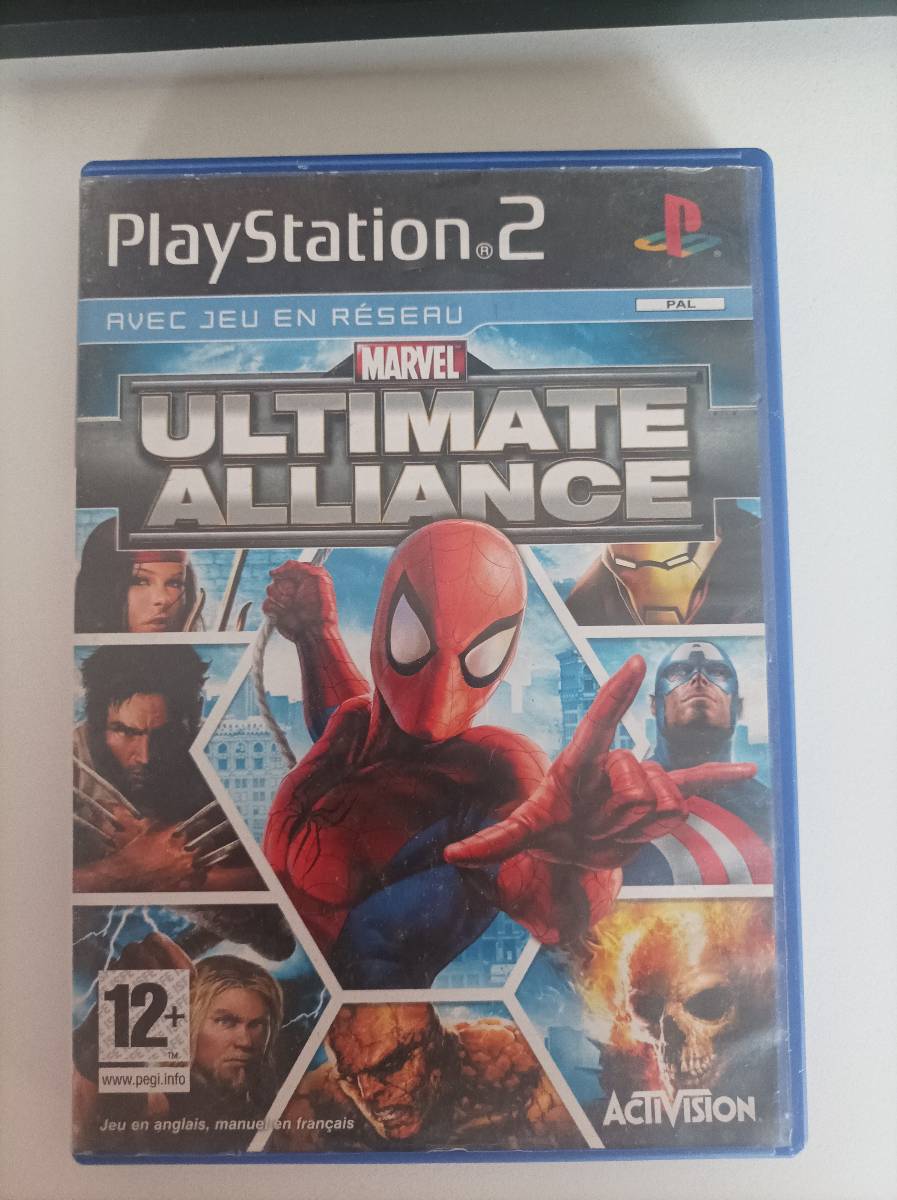 PlayStation®2
AVEC JEU EN RÉSEAU
PAL
MARVEL
ULTIMATE
ALLIANCE
12+
TM
www.pegi.info
Jeu en anglais, manuel en français
ACTIVISION